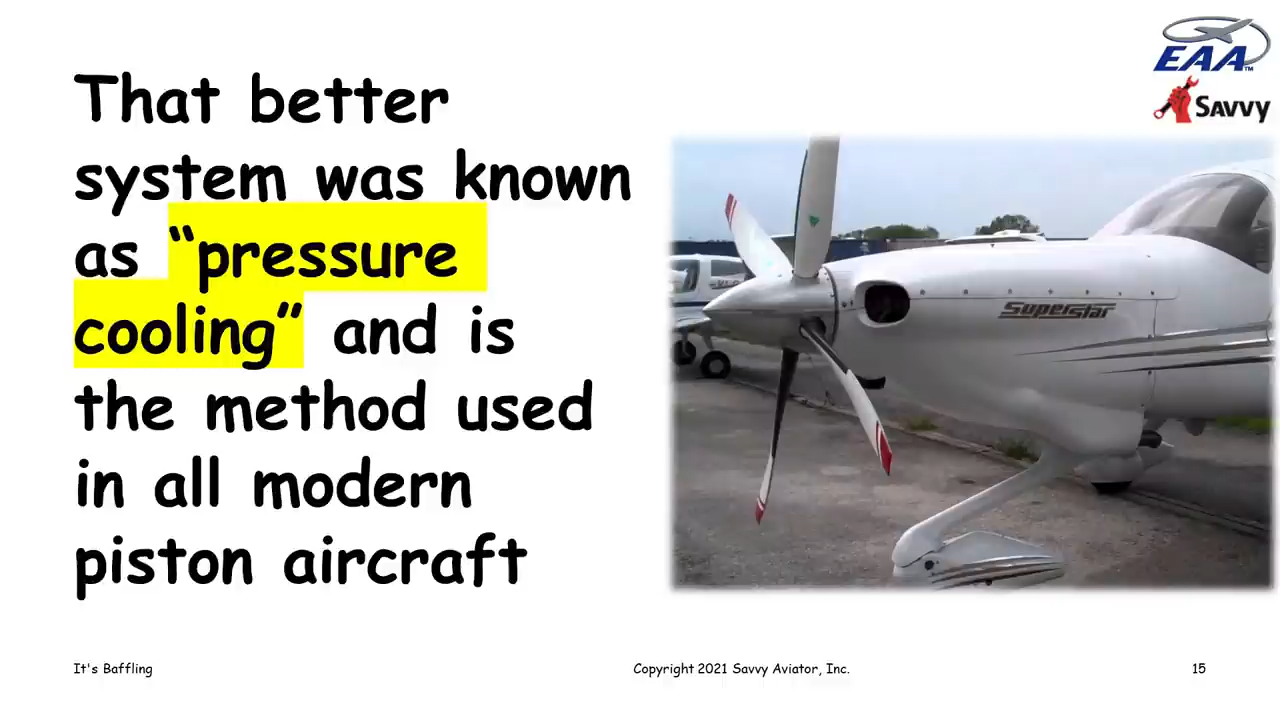 EAA™
SAVVY
That better
system was known
as “pressure
cooling” and is
the method used
in all modern
piston aircraft
Superstar
It's Baffling
Copyright 2021 Savvy Aviator, Inc.
15